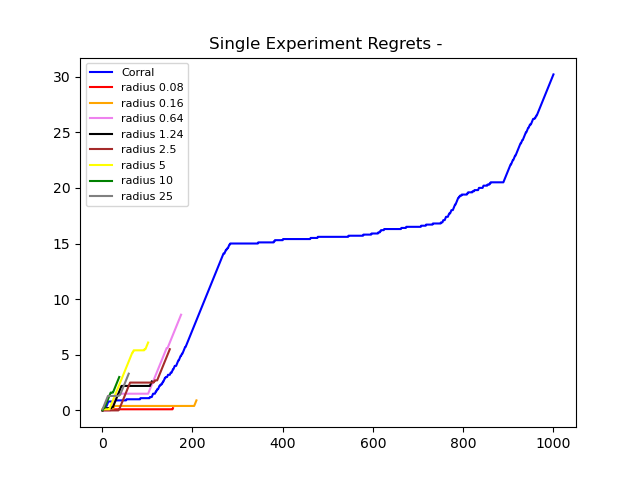 Single Experiment Regrets -
30
25
20
15
10
5
0
Corral
radius 0.08
radius 0.16
radius 0.64
radius 1.24
radius 2.5
radius 5
radius 10
radius 25
0 200 400 600 800 1000